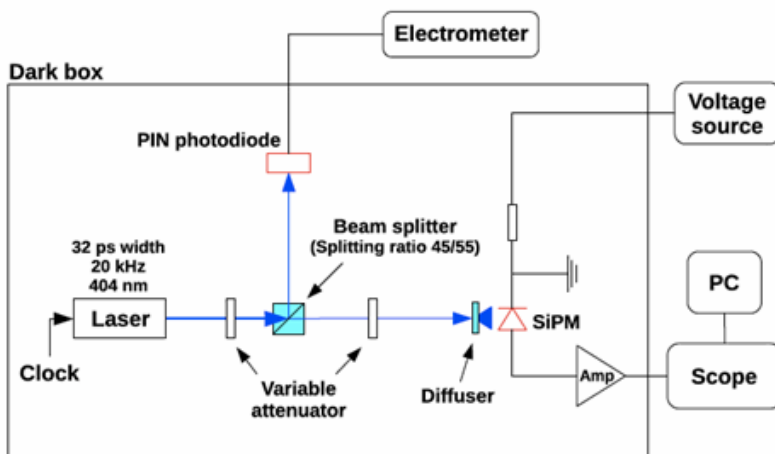 Electrometer
Dark box
Voltage
source
PIN photodiode
Beam splitter
(Splitting ratio 45/55)
32 ps width
20 kHz
404 nm
PC
Laser
SiPM
Clock
Variable
attenuator
Diffuser
Amp
Scope